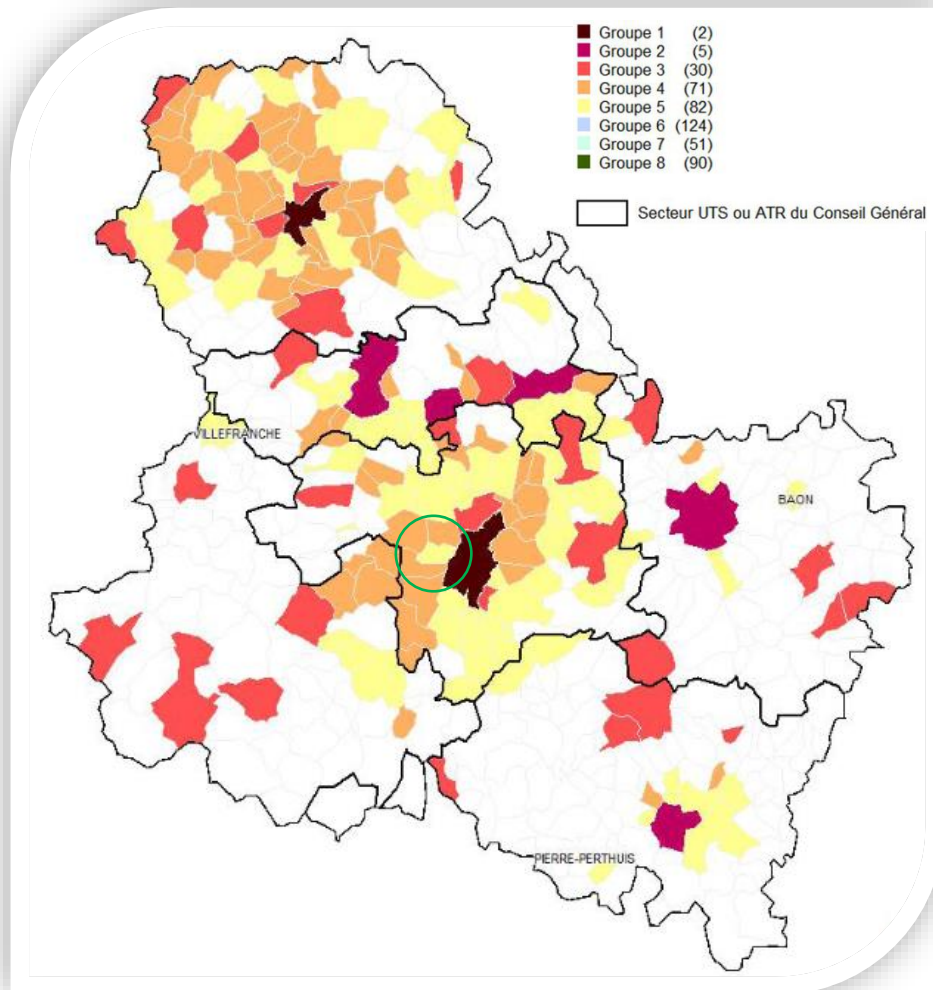 Groupe 1 (2)
Groupe 2 (5)
Groupe 3 (30)
Groupe 4 (71)
Groupe 5 (82)
Groupe 6 (124)
Groupe 7 (51)
Groupe 8 (90)
Secteur UTS ou ATR du Conseil Général
VILLEFRANCHE
BAON
PIERRE-PERTHUIS